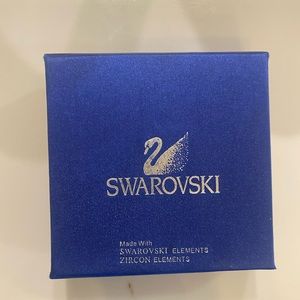 SWAROVSKI
Made With
SWAROVSKI ELEMENTS
ZIRCON ELEMENTS